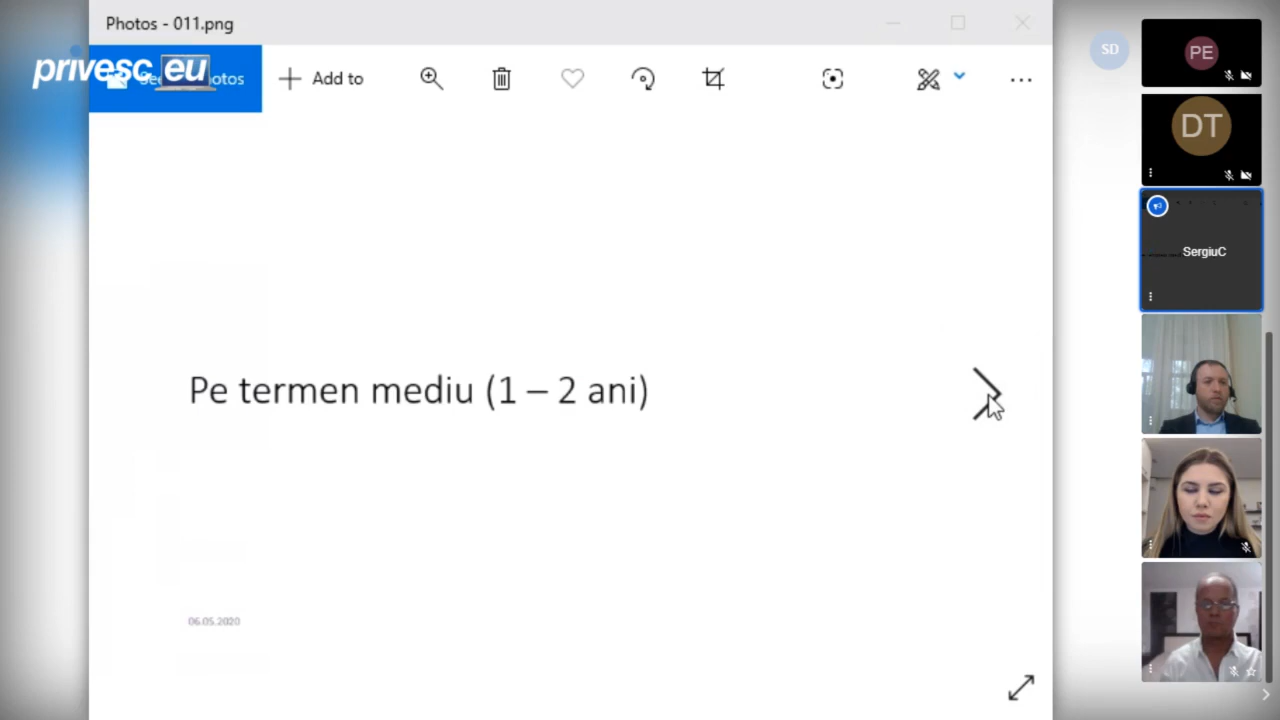 Photos - 011.png
privesc.eu
Add to
Pe termen mediu (1 – 2 ani)
06.05.2020
SD
PE
DT
SergiuC